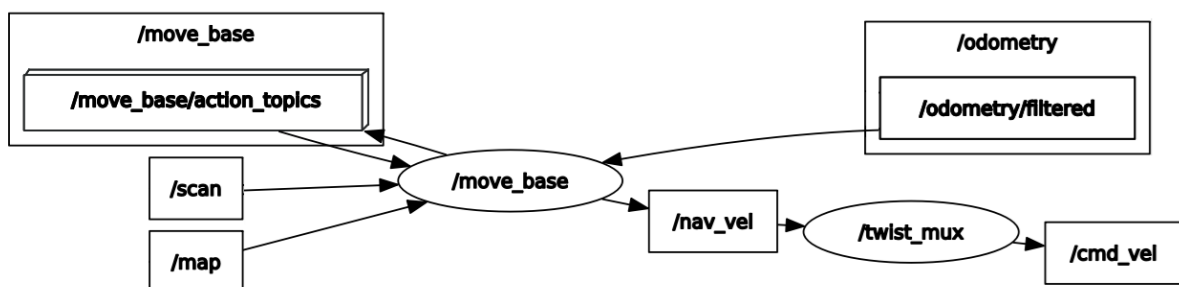 /move_base
/move_base/action_topics
/scan
/map
/move_base
/odometry
/odometry/filtered
/nav_vel
/twist_mux
/cmd_vel